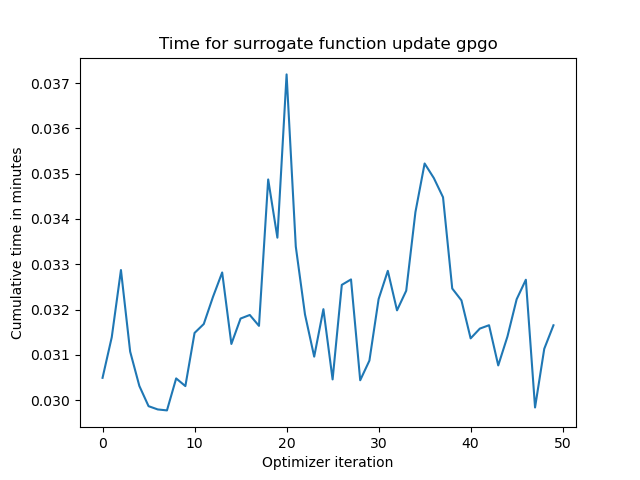 Time for surrogate function update gpgo
Cumulative time in minutes
0.037
0.036
0.035
0.034
0.033
0.032
0.031
0.030
0 10 20 30 40 50
Optimizer iteration